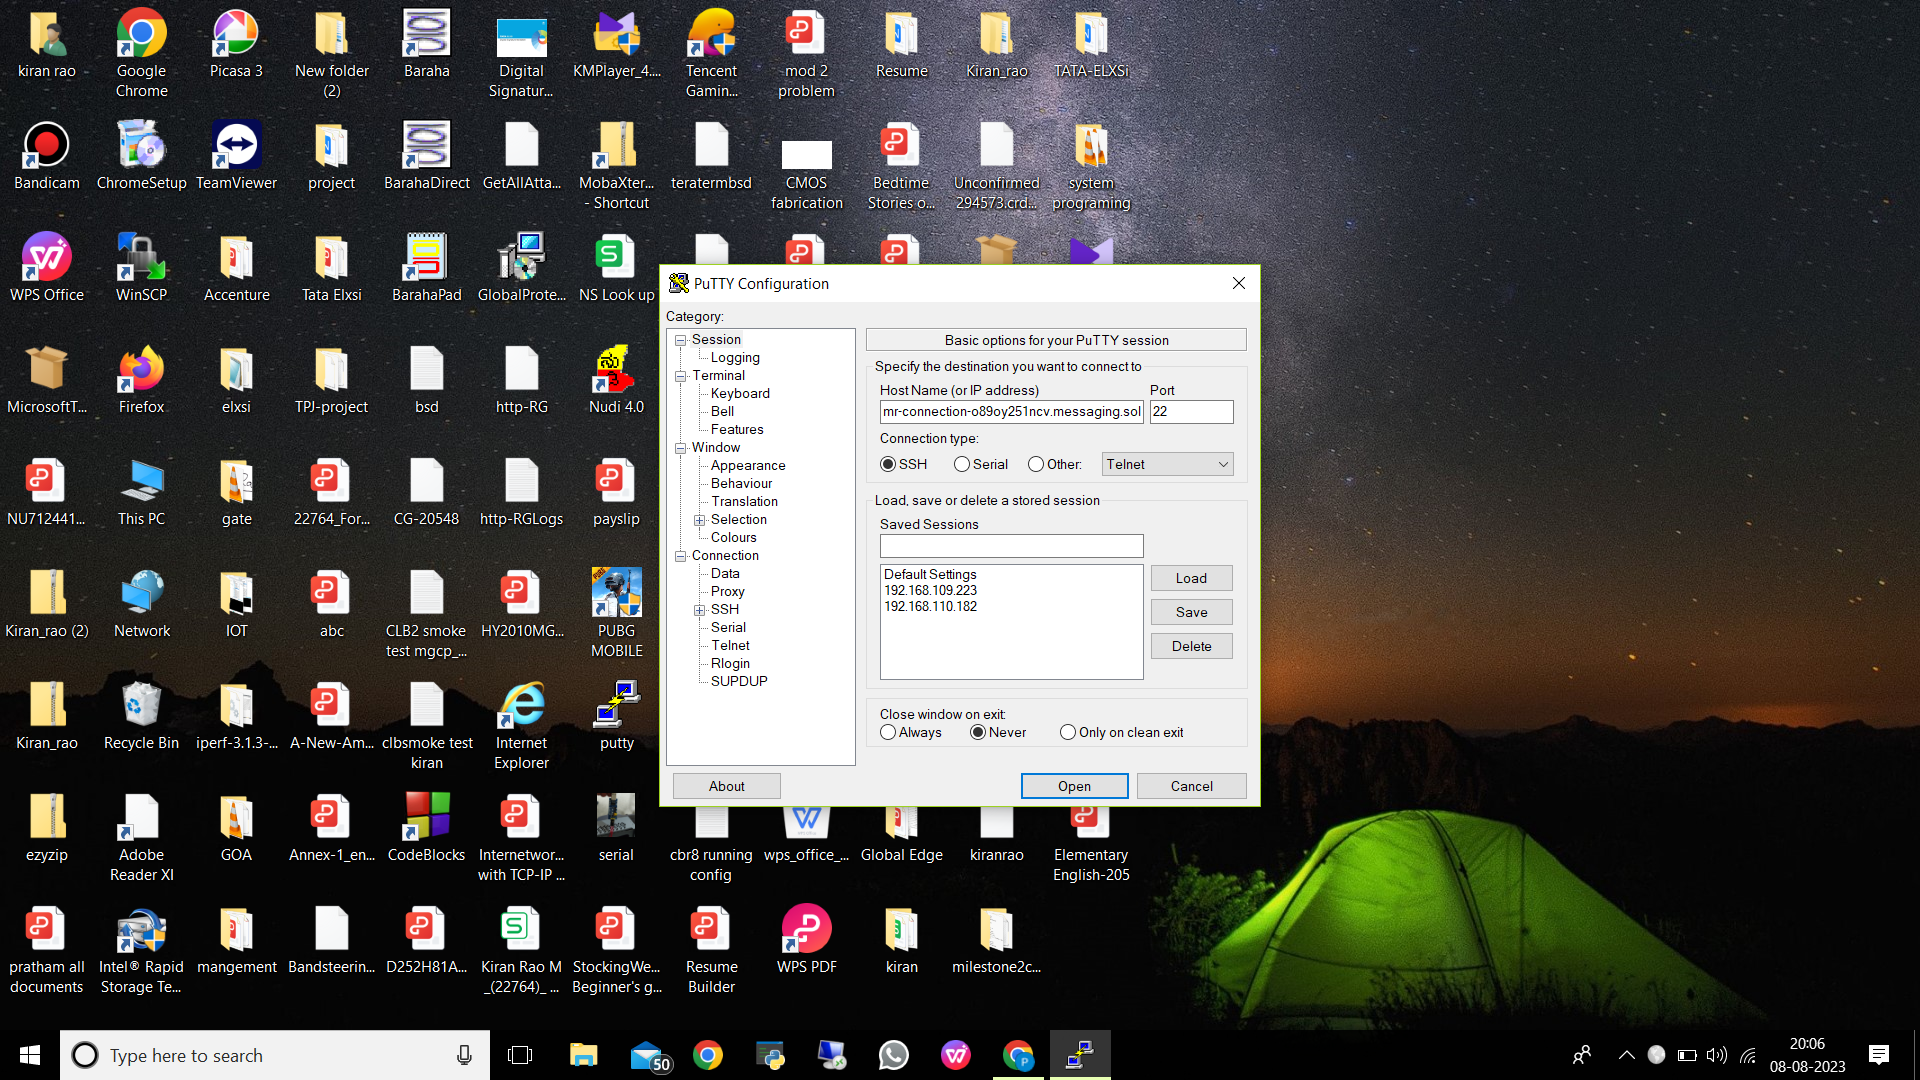 kiran rao
Google
Chrome
Picasa 3
New folder
(2)
Baraha
Digital
Signatur...
KMPlayer_4....
Tencent
Gamin...
mod 2
problem
Resume
Kiran_rao
TATA-ELXSi
Bandicam
ChromeSetup
TeamViewer
project
BarahaDirect
GetAllAtta...
MobaXter...
- Shortcut
teratermbsd
CMOS
fabrication
Bedtime
Stories o...
Unconfirmed
294573.crd...
system
programing
WPS Office
WinSCP
Accenture
Tata Elxsi
BarahaPad
GlobalProte...
NS Look up
MicrosoftT...
Firefox
elxsi
TPJ-project
bsd
http-RG
Nudi 4.0
NU712441...
This PC
gate
22764_For...
CG-20548
http-RGLogs
payslip
Kiran_rao (2)
Network
IOT
abc
CLB2 smoke
test mgcp_...
HY2010MG...
PUBG
MOBILE
Kiran_rao
Recycle Bin
iperf-3.1.3-...
A-New-Am...
clbsmoke test
kiran
Internet
Explorer
putty
ezyzip
Adobe
Reader XI
GOA
Annex-1_en...
CodeBlocks
Internetwor...
with TCP-IP ...
serial
cbr8 running
config
wps_office_...
Global Edge
kiranrao
Elementary
English-205
pratham all
documents
Intel® Rapid
Storage Te...
mangement
Bandsteerin...
D252H81A...
Kiran Rao M
_(22764)_ ...
StockingWe...
Beginner's g...
Resume
Builder
WPS PDF
kiran
milestone2c...
PuTTY Configuration
Category:
Session
Logging
Terminal
Keyboard
Bell
Features
Window
Appearance
Behaviour
Translation
Selection
Colours
Connection
Data
Proxy
SSH
Serial
Telnet
Rlogin
SUPDUP
Basic options for your PuTTY session
Specify the destination you want to connect to
Host Name (or IP address) Port
mr-connection-o89oy251ncv.messaging.sol 22
Connection type:
SSH Serial Other: Telnet
Load, save or delete a stored session
Saved Sessions
Default Settings
192.168.109.223
192.168.110.182
Load
Save
Delete
Close window on exit:
Always Never Only on clean exit
About Open Cancel
Type here to search
50
20:06
08-08-2023